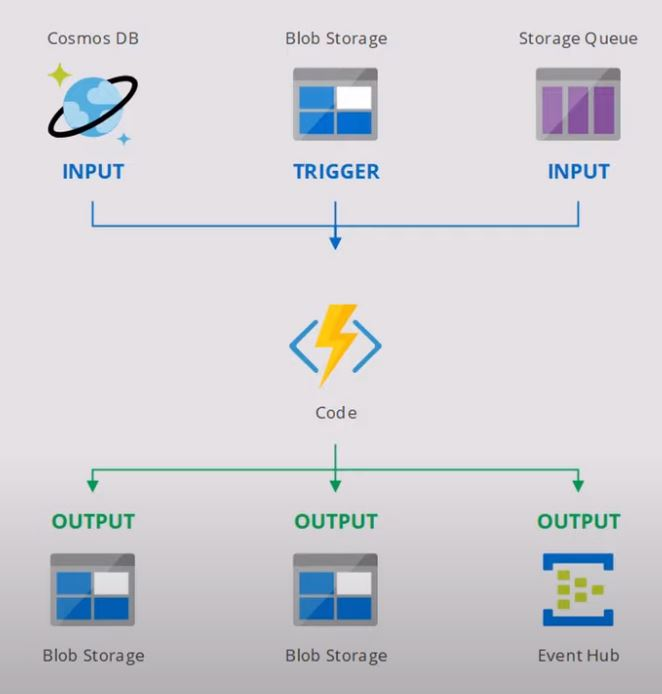 Cosmos DB
Blob Storage
Storage Queue
INPUT
TRIGGER
INPUT
Code
OUTPUT
OUTPUT
OUTPUT
Blob Storage
Blob Storage
Event Hub